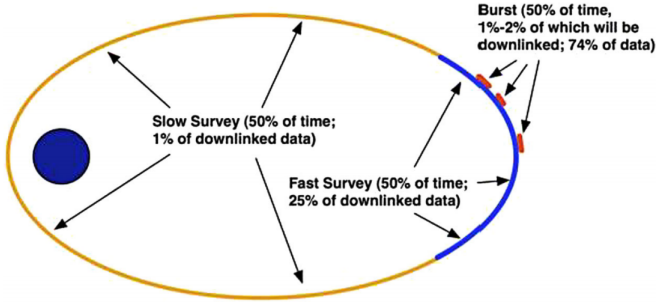 Burst (50% of time,
1%-2% of which will be
downlinked; 74% of data)
Slow Survey (50% of time;
1% of downlinked data)
Fast Survey (50% of time;
25% of downlinked data)